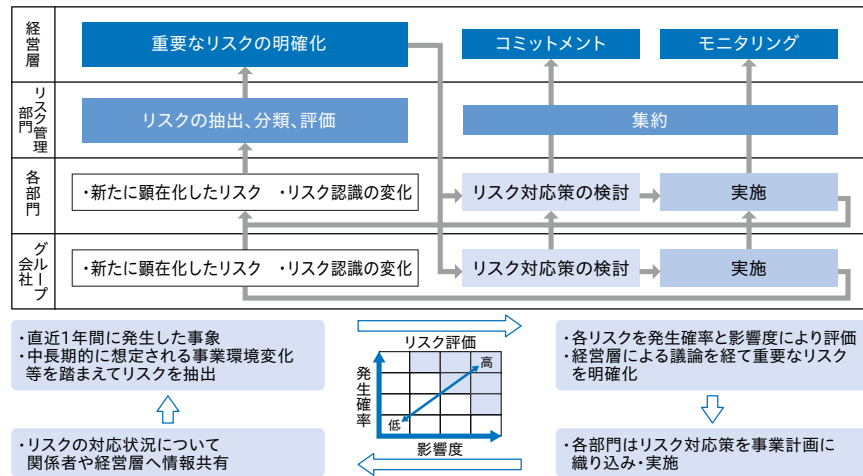 経営層
重要なリスクの明確化
コミットメント
モニタリング
リスク管理
部門
リスクの抽出、分類、評価
集約
各部門
・新たに顕在化したリスク ・リスク認識の変化
リスク対応策の検討
実施
グループ
会社
・新たに顕在化したリスク ・リスク認識の変化
リスク対応策の検討
実施
・直近1年間に発生した事象
・中長期的に想定される事業環境変化
等を踏まえてリスクを抽出
リスク評価
発生確率
高
低
影響度
・各リスクを発生確率と影響度により評価
・経営層による議論を経て重要なリスク
を明確化
・リスクの対応状況について
関係者や経営層へ情報共有
・各部門はリスク対応策を事業計画に
織り込み・実施